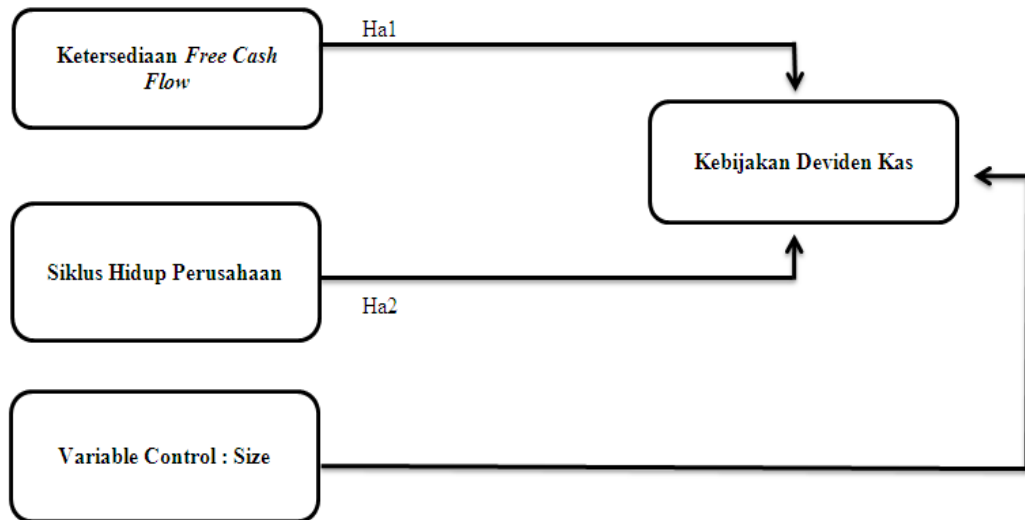 Ha1
Ketersediaan Free Cash
Flow
Kebijakan Deviden Kas
Siklus Hidup Perusahaan
Ha2
Variable Control : Size